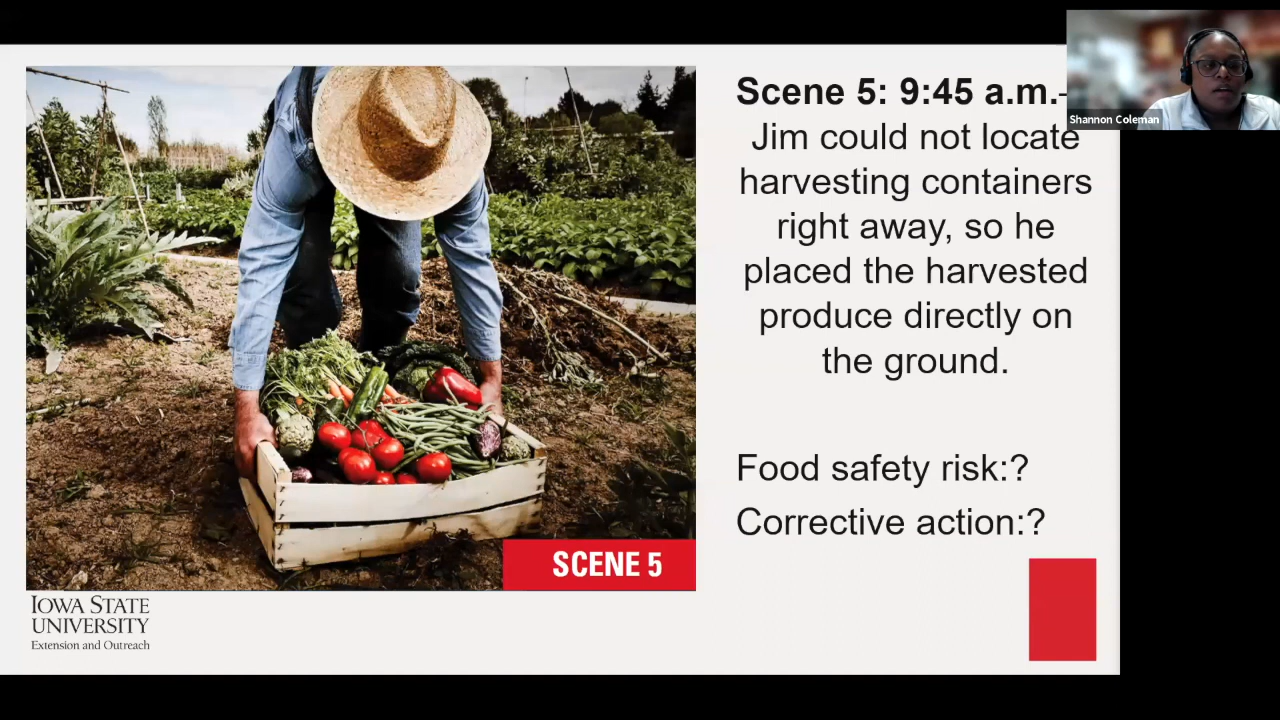 Scene 5: 9:45 a.m.-
Shannon Coleman
Jim could not locate
harvesting containers
right away, so he
placed the harvested
produce directly on
the ground.
Food safety risk:?
Corrective action:?
SCENE 5
IOWA STATE
UNIVERSITY
Extension and Outreach